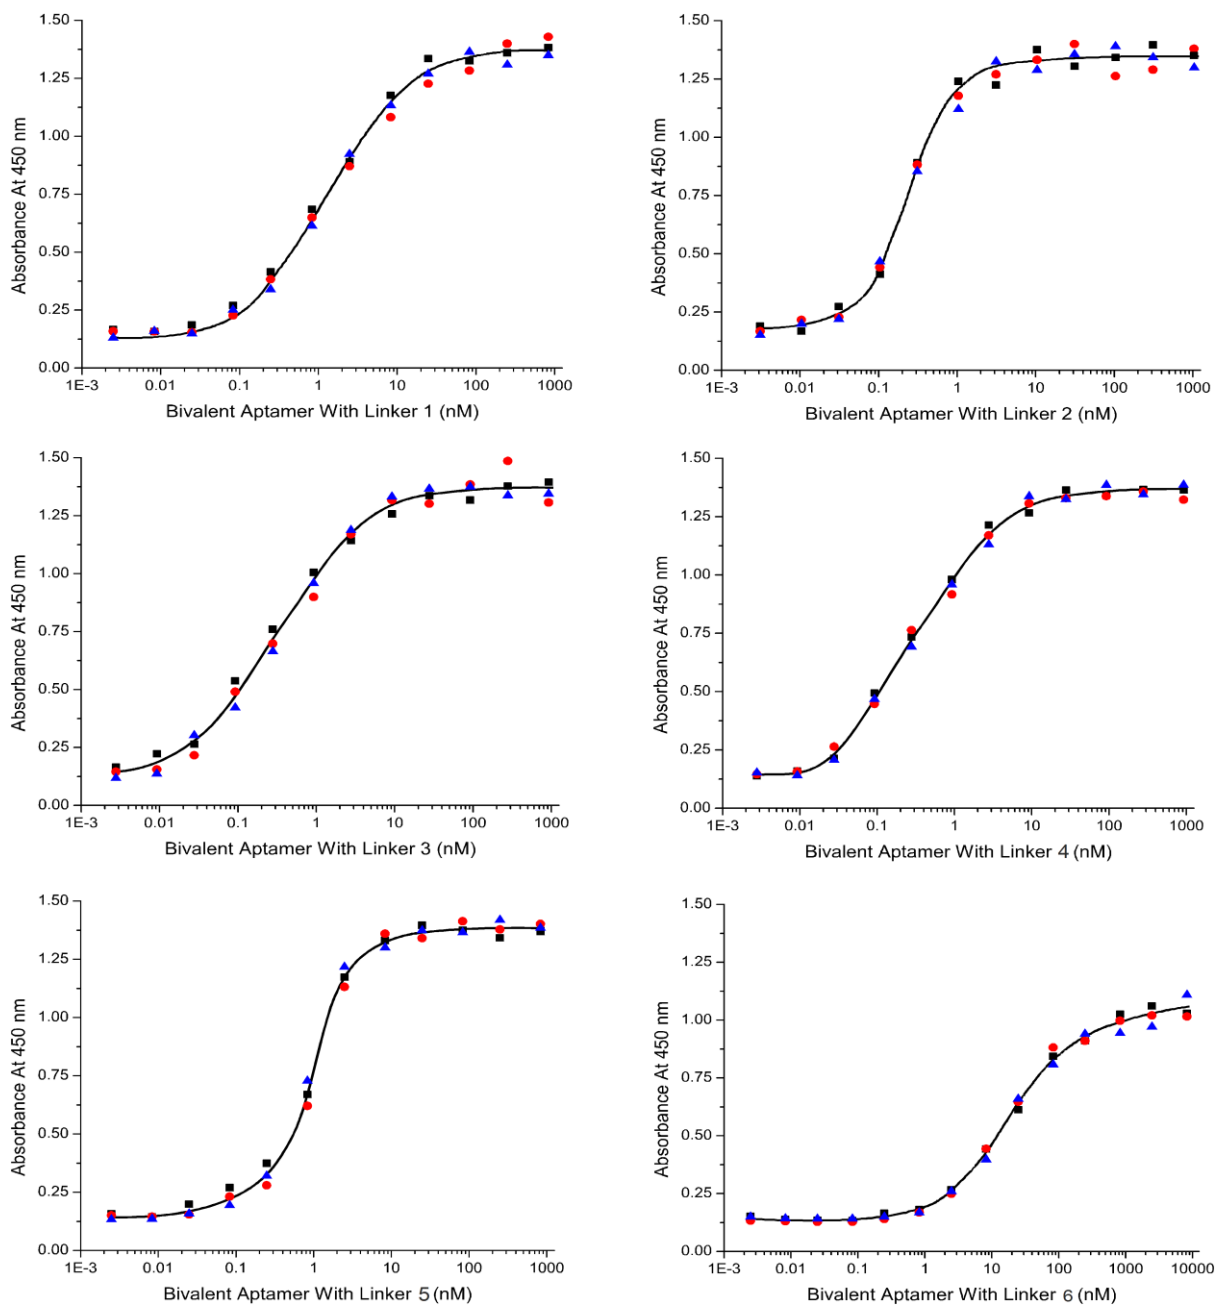 1.50
1.25
1.00
0.75
0.50
0.25
0.00
Absorbance At 450 nm
1E-3 0.01 0.1 1 10 100 1000
Bivalent Aptamer With Linker 1 (nM)
1.50
1.25
1.00
0.75
0.50
0.25
0.00
Absorbance At 450 nm
1E-3 0.01 0.1 1 10 100 1000
Bivalent Aptamer With Linker 2 (nM)
1.50
1.25
1.00
0.75
0.50
0.25
0.00
Absorbance At 450 nm
1E-3 0.01 0.1 1 10 100 1000
Bivalent Aptamer With Linker 3 (nM)
1.50
1.25
1.00
0.75
0.50
0.25
0.00
Absorbance At 450 nm
1E-3 0.01 0.1 1 10 100 1000
Bivalent Aptamer With Linker 4 (nM)
1.50
1.25
1.00
0.75
0.50
0.25
0.00
Absorbance At 450 nm
1E-3 0.01 0.1 1 10 100 1000
Bivalent Aptamer With Linker 5 (nM)
1.50
1.25
1.00
0.75
0.50
0.25
0.00
Absorbance At 450 nm
1E-3 0.01 0.1 1 10 100 1000 10000
Bivalent Aptamer With Linker 6 (nM)